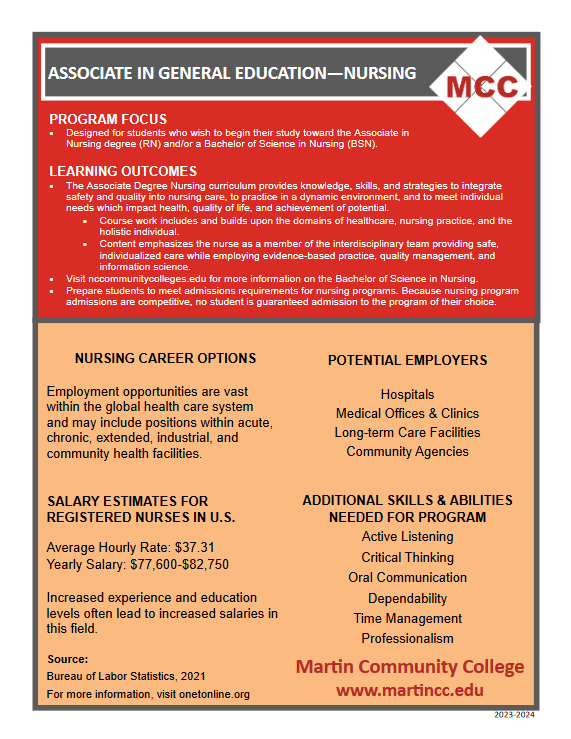 ASSOCIATE IN GENERAL EDUCATION—NURSING
MCC
PROGRAM FOCUS
• Designed for students who wish to begin their study toward the Associate in
Nursing degree (RN) and/or a Bachelor of Science in Nursing (BSN).
LEARNING OUTCOMES
• The Associate Degree Nursing curriculum provides knowledge, skills, and strategies to integrate
safety and quality into nursing care, to practice in a dynamic environment, and to meet individual
needs which impact health, quality of life, and achievement of potential.
• Course work includes and builds upon the domains of healthcare, nursing practice, and the
holistic individual.
• Content emphasizes the nurse as a member of the interdisciplinary team providing safe,
individualized care while employing evidence-based practice, quality management, and
information science.
• Visit nccommunitycolleges.edu for more information on the Bachelor of Science in Nursing.
• Prepare students to meet admissions requirements for nursing programs. Because nursing program
admissions are competitive, no student is guaranteed admission to the program of their choice.
NURSING CAREER OPTIONS
Employment opportunities are vast
within the global health care system
and may include positions within acute,
chronic, extended, industrial, and
community health facilities.
POTENTIAL EMPLOYERS
Hospitals
Medical Offices & Clinics
Long-term Care Facilities
Community Agencies
SALARY ESTIMATES FOR
REGISTERED NURSES IN U.S.
Average Hourly Rate: $37.31
Yearly Salary: $77,600-$82,750
Increased experience and education
levels often lead to increased salaries in
this field.
Source:
Bureau of Labor Statistics, 2021
For more information, visit onetonline.org
ADDITIONAL SKILLS & ABILITIES
NEEDED FOR PROGRAM
Active Listening
Critical Thinking
Oral Communication
Dependability
Time Management
Professionalism
Martin Community College
www.martincc.edu
2023-2024